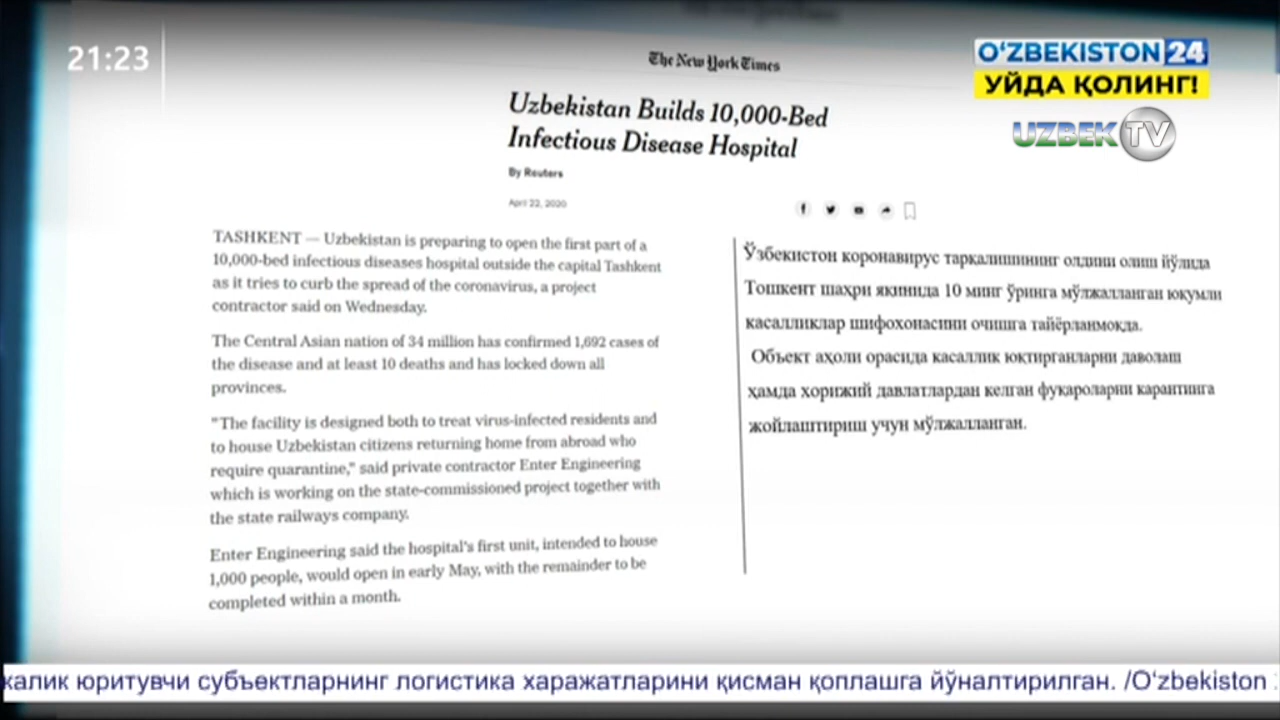 21:23
The New York Times
O‘ZBEKISTON 24
УЙДА ҚОЛИНГ!
UZBEK TV
Uzbekistan Builds 10,000-Bed
Infectious Disease Hospital
By Reuters
April 22, 2020
TASHKENT — Uzbekistan is preparing to open the first part of a
10,000-bed infectious diseases hospital outside the capital Tashkent
as it tries to curb the spread of the coronavirus, a project
contractor said on Wednesday.
The Central Asian nation of 34 million has confirmed 1,692 cases of
the disease and at least 10 deaths and has locked down all
provinces.
"The facility is designed both to treat virus-infected residents and
to house Uzbekistan citizens returning home from abroad who
require quarantine," said private contractor Enter Engineering
which is working on the state-commissioned project together with
the state railways company.
Enter Engineering said the hospital's first unit, intended to house
1,000 people, would open in early May, with the remainder to be
completed within a month.
Ўзбекистон коронавирус тарқалишининг олдини олиш йўлида
Тошкент шаҳри яқинида 10 минг ўринга мўлжалланган юқумли
касалликлар шифохонасини очишга тайёрланмоқда.
Объект аҳоли орасида касаллик юқтирганларни даволаш
ҳамда хорижий давлатлардан келган фуқароларни карантинга
жойлаштириш учун мўлжалланган.
калик юритувчи субъектларнинг логистика харажатларини қисман қоплашга йўналтирилган. /O‘zbekiston